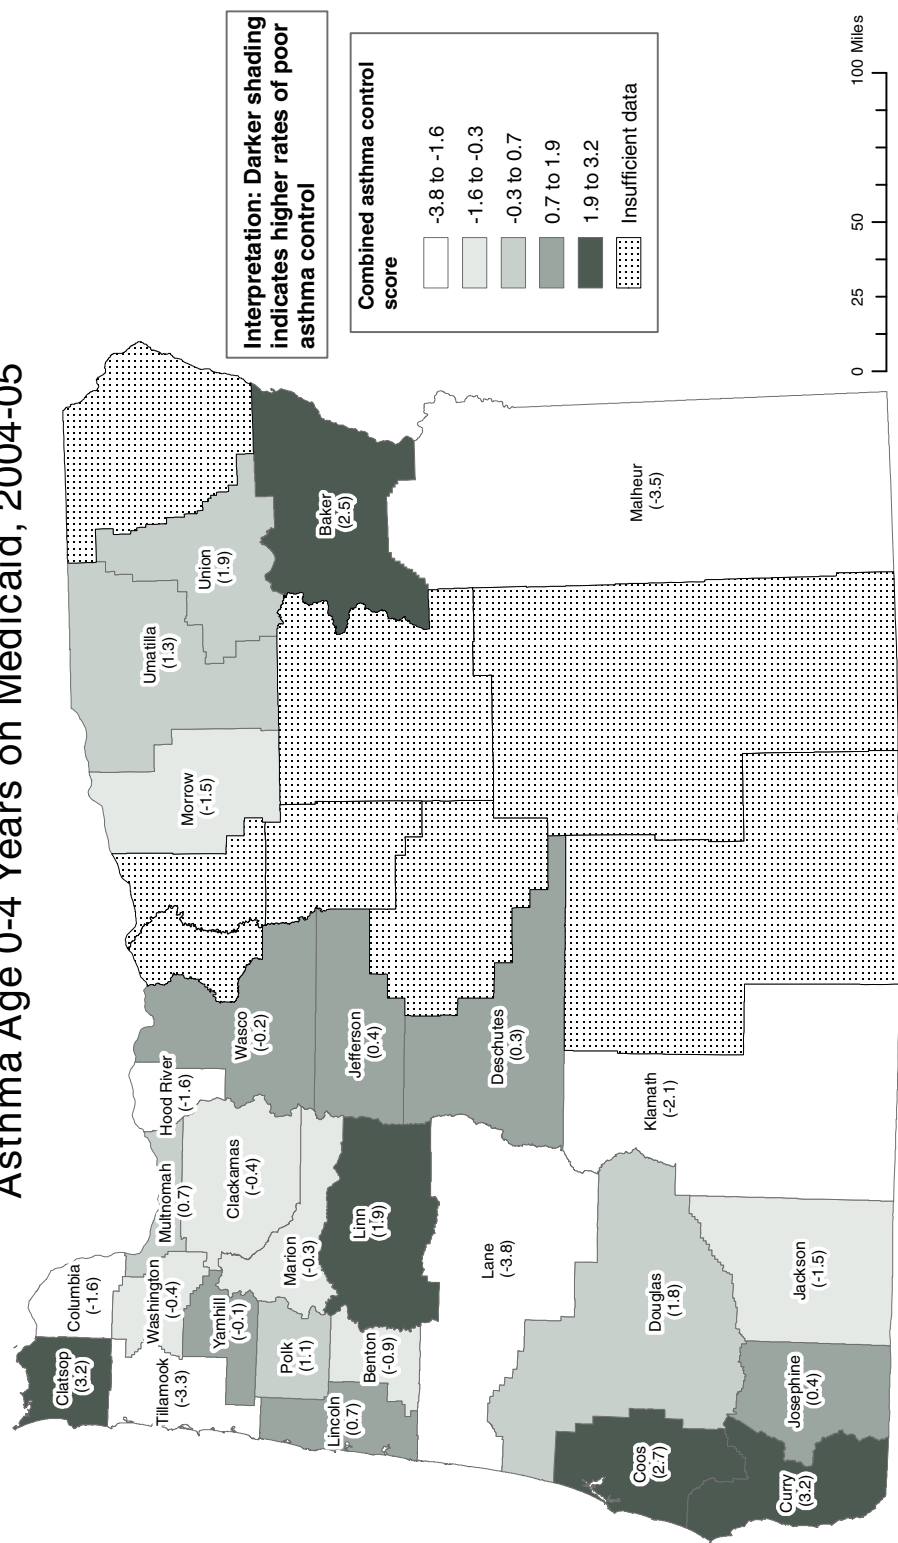 Asthma Age 0-4 Years on Medicaid, 2004-05
Interpretation: Darker shading
indicates higher rates of poor
asthma control
Combined asthma control
score
-3.8 to -1.6
-1.6 to -0.3
-0.3 to 0.7
0.7 to 1.9
1.9 to 3.2
Insufficient data
0
25
50
100 Miles
Clatsop
(3.2)
Columbia
(-1.6)
Tillamook
(-3.3)
Washington
(-0.4)
Multnomah
(0.7)
Hood River
(-1.6)
Yamhill
(-0.1)
Clackamas
(-0.4)
Wasco
(-0.2)
Morrow
(-1.5)
Umatilla
(1.3)
Union
(1.9)
Polk
(1.1)
Marion
(-0.3)
Lincoln
(0.7)
Benton
(-0.9)
Linn
(1.9)
Jefferson
(0.4)
Baker
(2.5)
Lane
(-3.8)
Deschutes
(0.3)
Malheur
(-3.5)
Douglas
(1.8)
Klamath
(-2.1)
Coos
(2.7)
Curry
(3.2)
Josephine
(0.4)
Jackson
(-1.5)